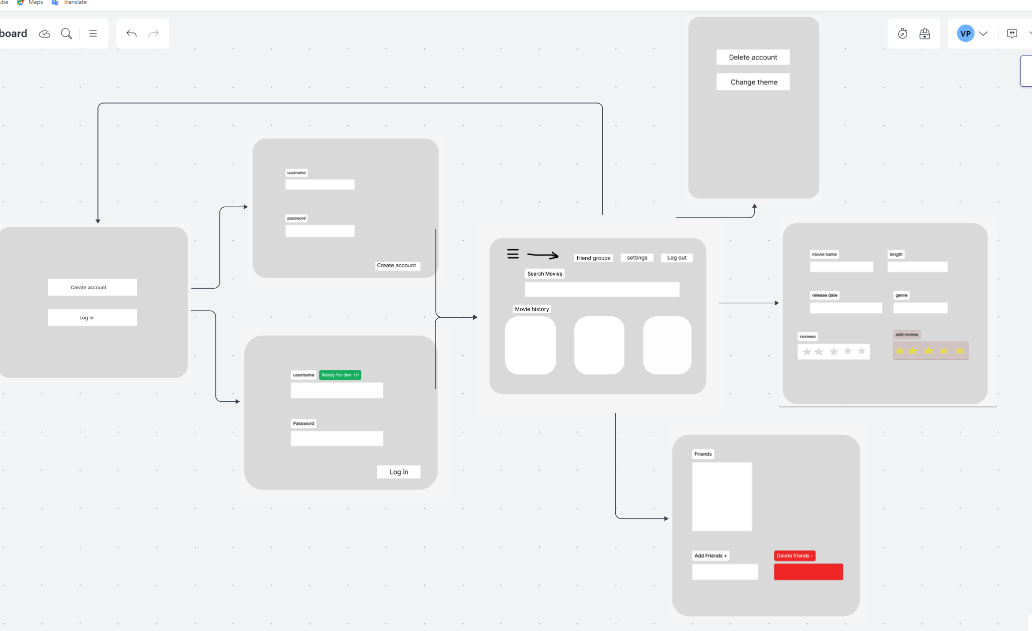 Maps
Translate
board
VP
Delete account
Change theme
username
password
Create account
Create account
Log in
username
Ready for dev
Password
Log in
friend groups
settings
Log out
Search Movies
Movie history
movie name
length
release date
genre
reviews
add review
Friends
Add Friends +
Delete friends -